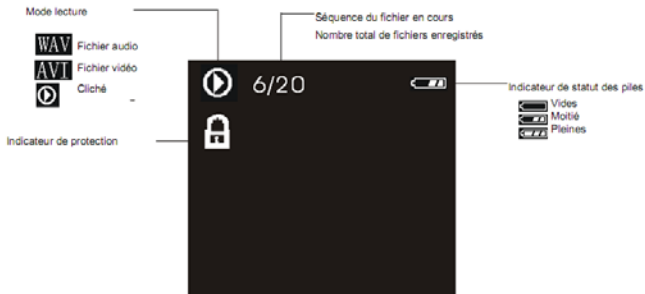 Mode lecture
WAV Fichier audio
AVI Fichier vidéo
Cliché
Indicateur de protection
Séquence du fichier en cours
Nombre total de fichiers enregistrés
6/20
Indicateur de statut des piles
Vides
Moitié
Pleines